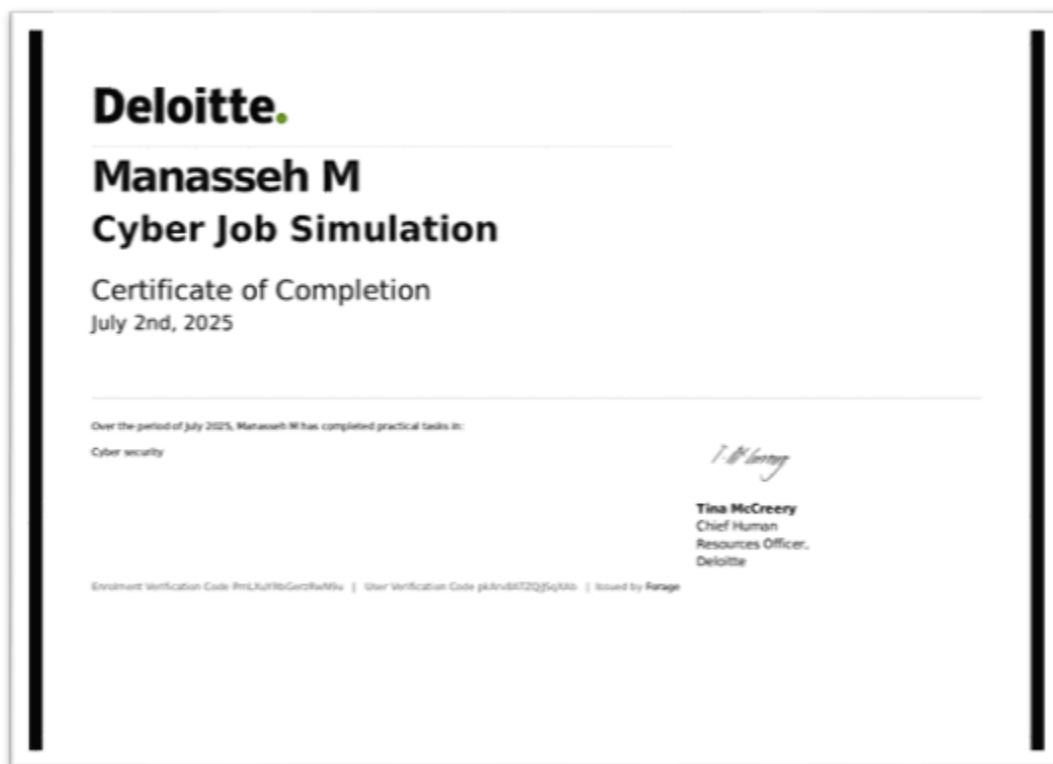 Deloitte.
Manasseh M
Cyber Job Simulation
Certificate of Completion
July 2nd, 2025
Over the period of July 2025, Manasseh M has completed practical tasks in:
Cyber security
Tina McCreery
Chief Human
Resources Officer,
Deloitte
Enrolment Verification Code | User Verification Code | Issued by Forage